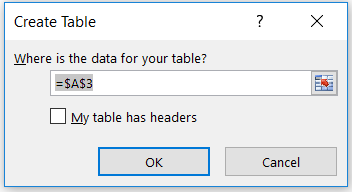 Create Table ?
Where is the data for your table?
=$A$3
My table has headers
OK Cancel